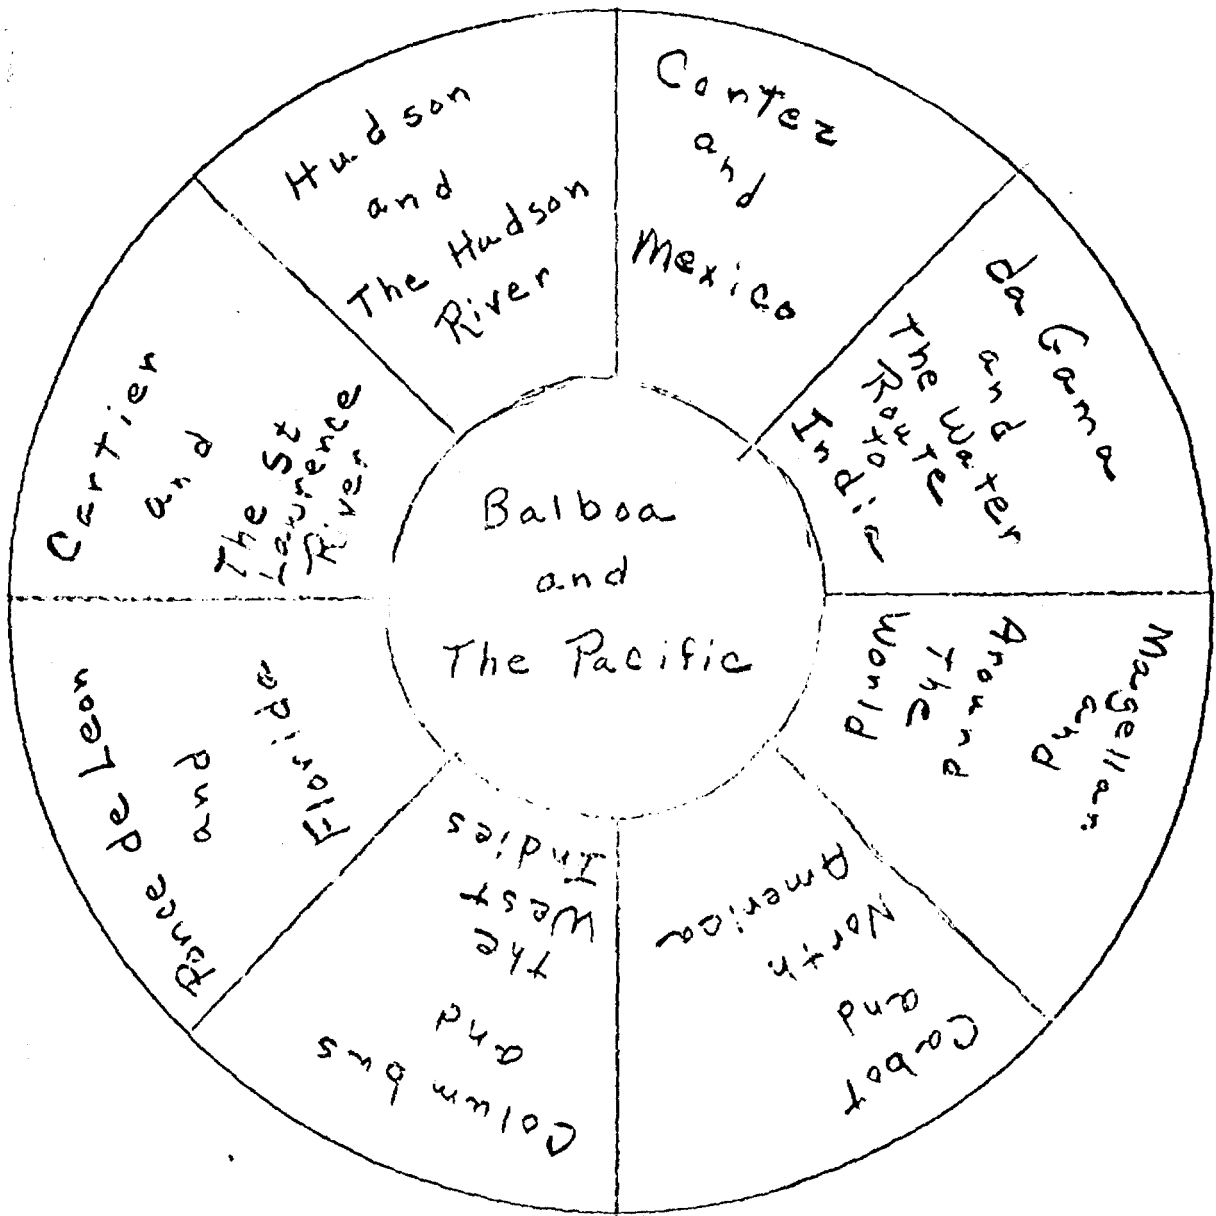 Hudson
and
The Hudson
River
Contez
and
Mexico
da Gama
and
The Water
Route
to
India
Magellan
and
Around
The
World
Cabot
and
North
America
Columbus
and
the
West
Indies
Ponce de Leon
and
Florida
Cartier
and
The St
Lawrence
River
Balboa
and
The Pacific